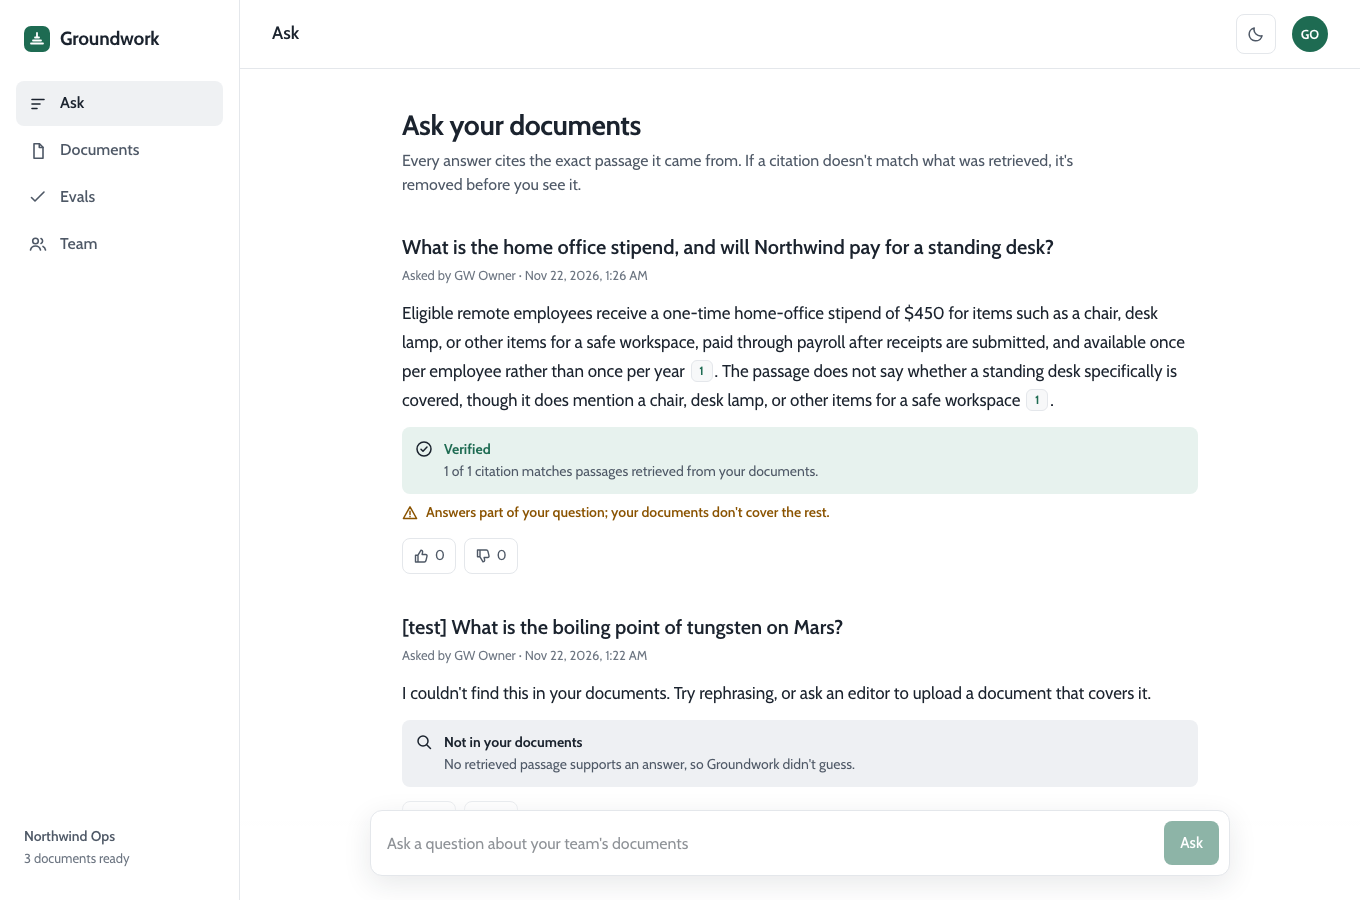 Groundwork
Ask
Documents
Evals
Team
Northwind Ops
3 documents ready
Ask
GO
Ask your documents
Every answer cites the exact passage it came from. If a citation doesn't match what was retrieved, it's
removed before you see it.
What is the home office stipend, and will Northwind pay for a standing desk?
Asked by GW Owner · Nov 22, 2026, 1:26 AM
Eligible remote employees receive a one-time home-office stipend of $450 for items such as a chair, desk
lamp, or other items for a safe workspace, paid through payroll after receipts are submitted, and available once
per employee rather than once per year 1. The passage does not say whether a standing desk specifically is
covered, though it does mention a chair, desk lamp, or other items for a safe workspace 1.
Verified
1 of 1 citation matches passages retrieved from your documents.
Answers part of your question; your documents don't cover the rest.
0 0
[test] What is the boiling point of tungsten on Mars?
Asked by GW Owner · Nov 22, 2026, 1:22 AM
I couldn't find this in your documents. Try rephrasing, or ask an editor to upload a document that covers it.
Not in your documents
No retrieved passage supports an answer, so Groundwork didn't guess.
Ask a question about your team's documents
Ask